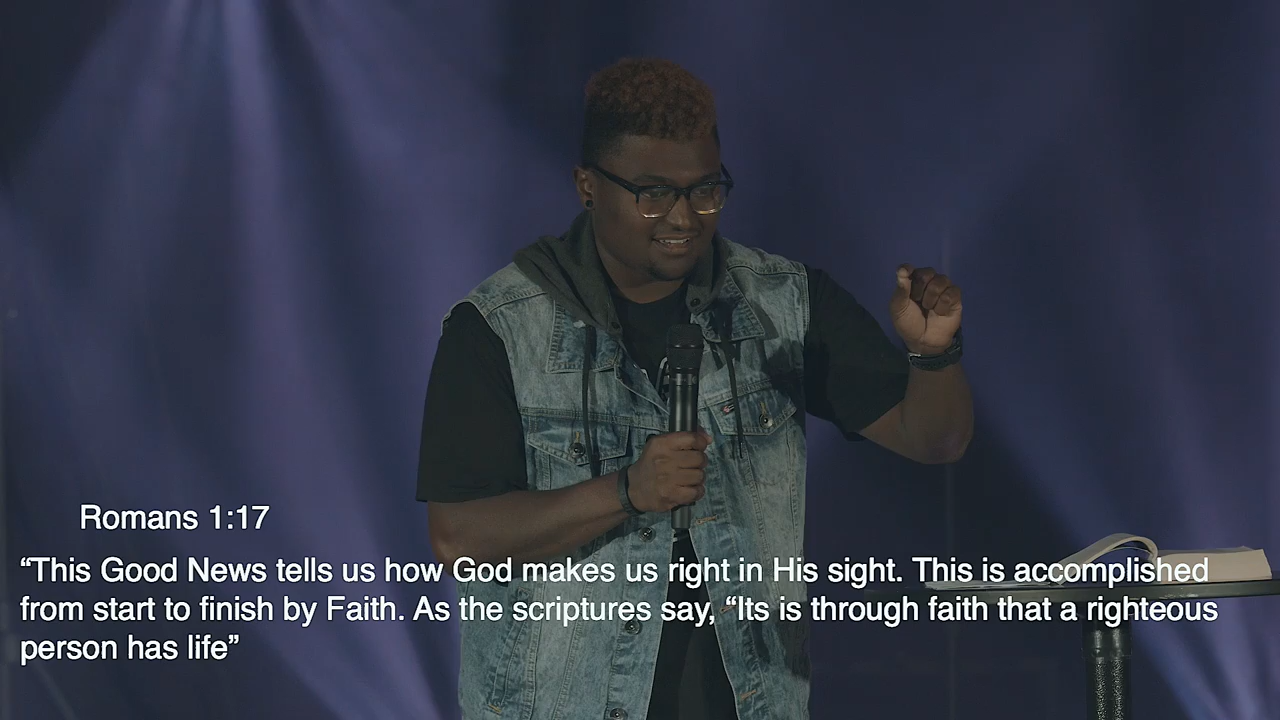 Romans 1:17
“This Good News tells us how God makes us right in His sight. This is accomplished
from start to finish by Faith. As the scriptures say, “Its is through faith that a righteous
person has life”